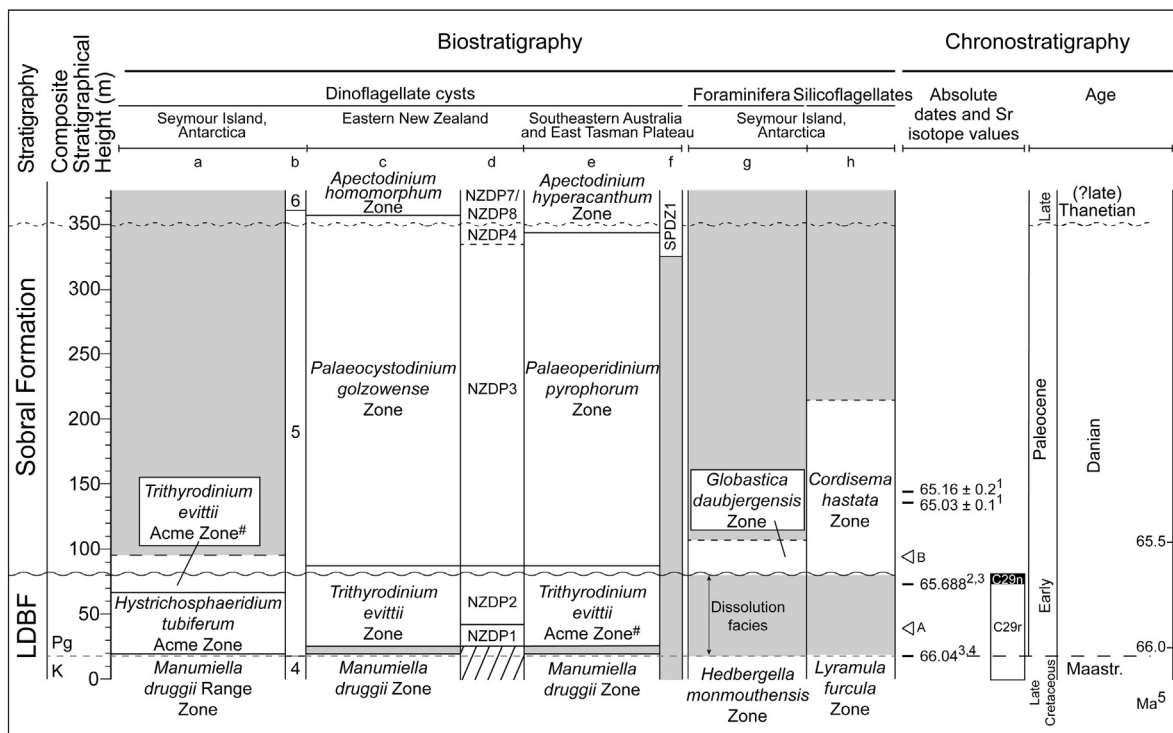 Biostratigraphy
Chronostratigraphy
Stratigraphy
Composite
Stratigraphical
Height (m)
Dinoflagellate cysts
Foraminifera
Silicoflagellates
Absolute
dates and Sr
isotope values
Age
Seymour Island,
Antarctica
Eastern New Zealand
Southeastern Australia
and East Tasman Plateau
Seymour Island,
Antarctica
a
b
c
d
e
f
g
h
Sobral Formation
LDBF
350
300
250
200
150
100
50
0
Pg
K
Trithyrodinium
evittii
Acme Zone#
Hystrichosphaeridium
tubiferum
Acme Zone
Manumiella
druggii Range
Zone
6
5
4
Apectodinium
homomorphum
Zone
Palaeocystodinium
golzowense
Zone
Trithyrodinium
evittii
Zone
Manumiella
druggii Zone
NZDP7/
NZDP8
NZDP4
NZDP3
NZDP2
NZDP1
Apectodinium
hyperacanthum
Zone
Palaeoperidinium
pyrophorum
Zone
Trithyrodinium
evittii
Acme Zone#
Manumiella
druggii Zone
SPDZ1
Globastica
daubjergensis
Zone
Dissolution
facies
Hedbergella
monmouthensis
Zone
Cordisema
hastata
Zone
Lyramula
furcula
Zone
65.16 ± 0.2¹
65.03 ± 0.1¹
B
65.688²,³
A
66.04³,⁴
C29n
C29r
Late
Paleocene
Early
Late
Cretaceous
(?late)
Thanetian
Danian
Maastr.
65.5
66.0
Ma⁵